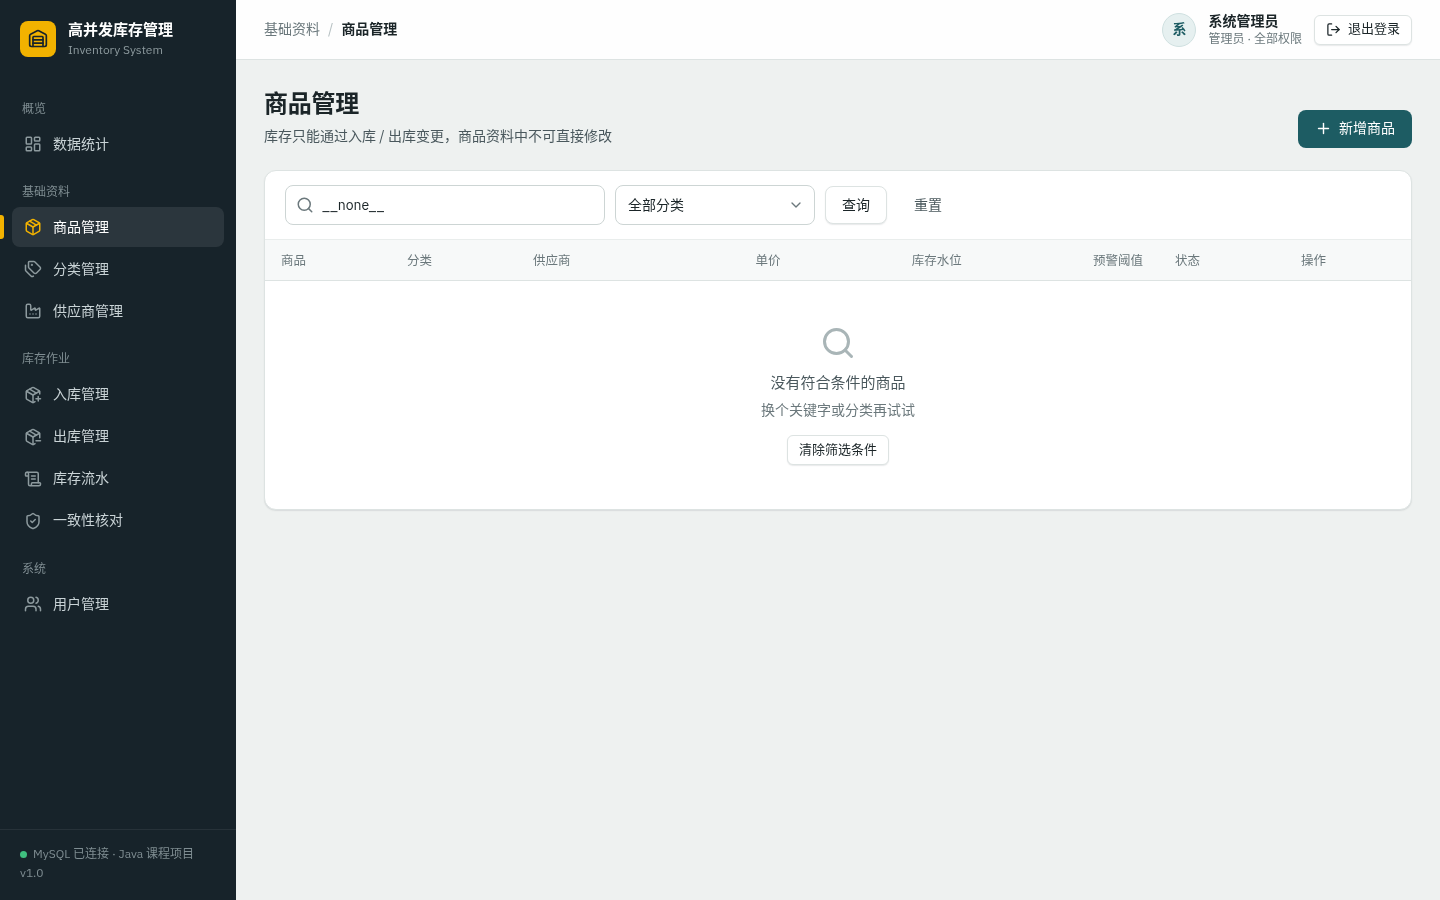 高并发库存管理
Inventory System
概览
数据统计
基础资料
商品管理
分类管理
供应商管理
库存作业
入库管理
出库管理
库存流水
一致性核对
系统
用户管理
MySQL 已连接 · Java 课程项目
v1.0
基础资料 / 商品管理
系
系统管理员
管理员 · 全部权限
退出登录
商品管理
库存只能通过入库 / 出库变更，商品资料中不可直接修改
新增商品
__none__
全部分类
查询
重置
商品 分类 供应商 单价 库存水位 预警阈值 状态 操作
没有符合条件的商品
换个关键字或分类再试试
清除筛选条件